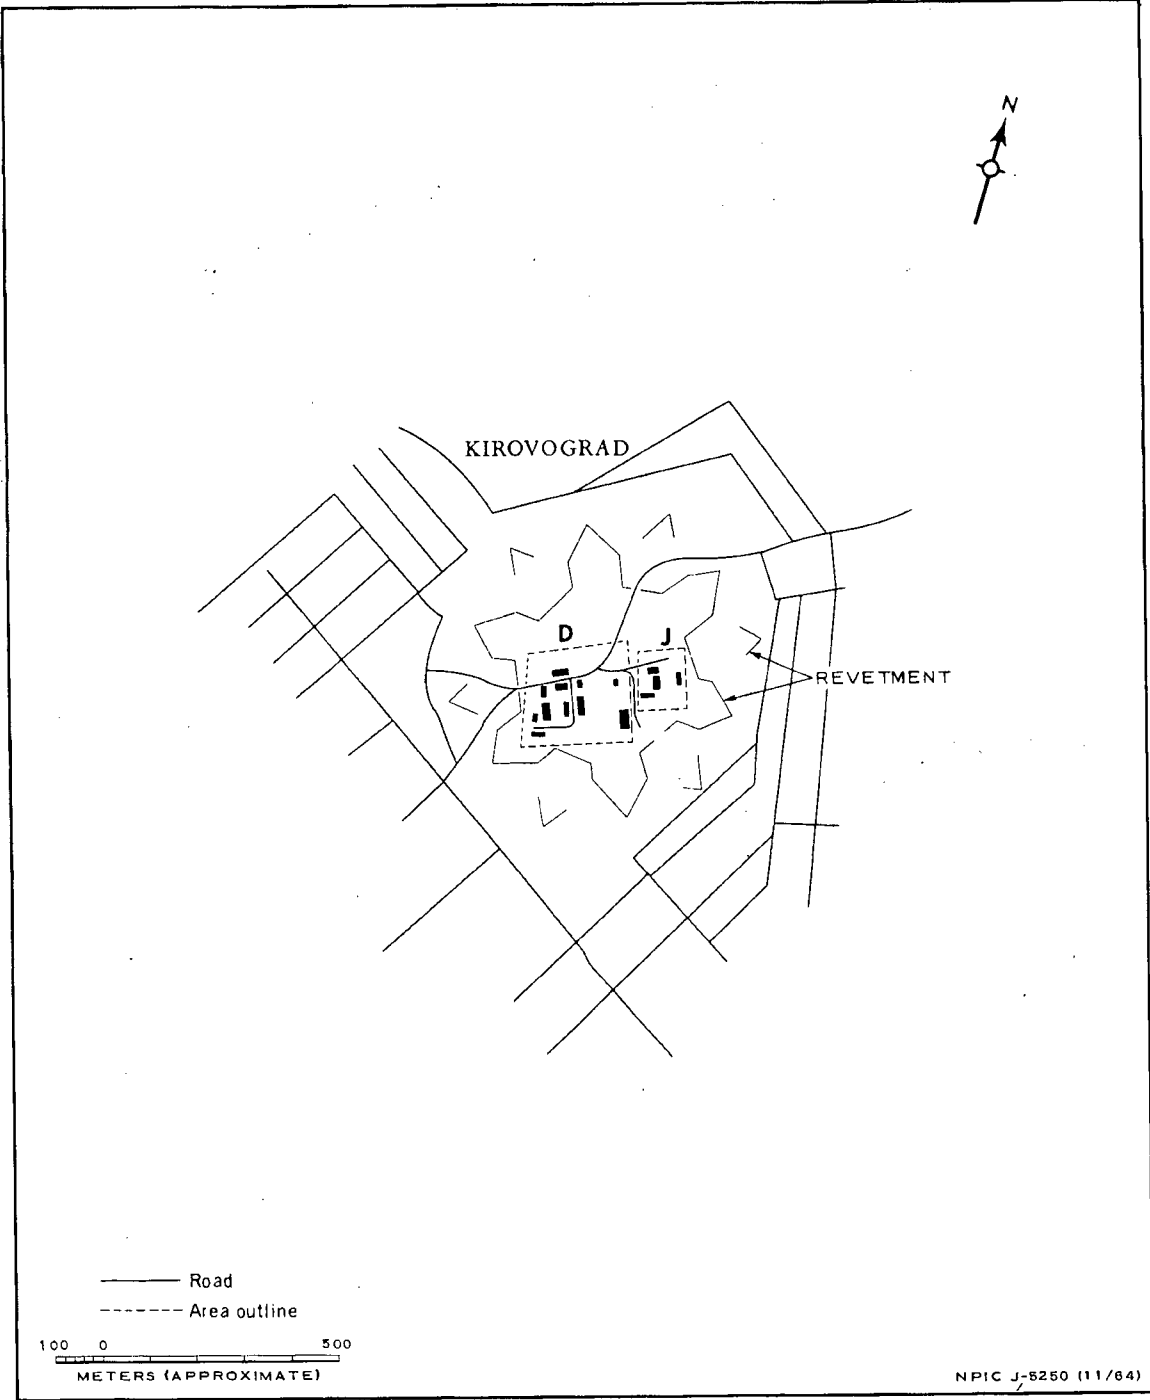 N
KIROVOGRAD
D
J
REVETMENT
Road
Area outline
100 0 500
METERS (APPROXIMATE)
NPIC J-5250 (11/64)